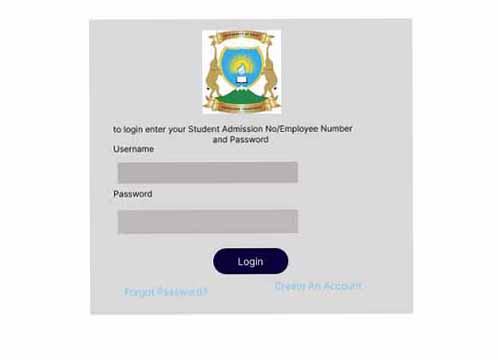 to login enter your Student Admission No/Employee Number
and Password
Username
Password
Login
Forgot Password?
Create An Account